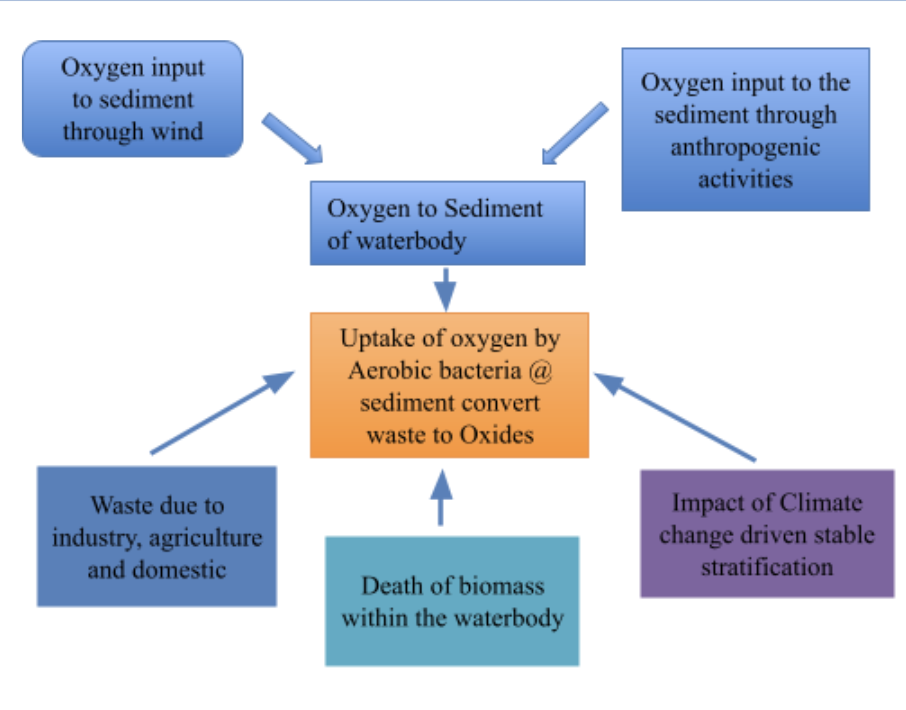 Oxygen input
to sediment
through wind
Oxygen input to the
sediment through
anthropogenic
activities
Oxygen to Sediment
of waterbody
Uptake of oxygen by
Aerobic bacteria @
sediment convert
waste to Oxides
Waste due to
industry, agriculture
and domestic
Death of biomass
within the waterbody
Impact of Climate
change driven stable
stratification